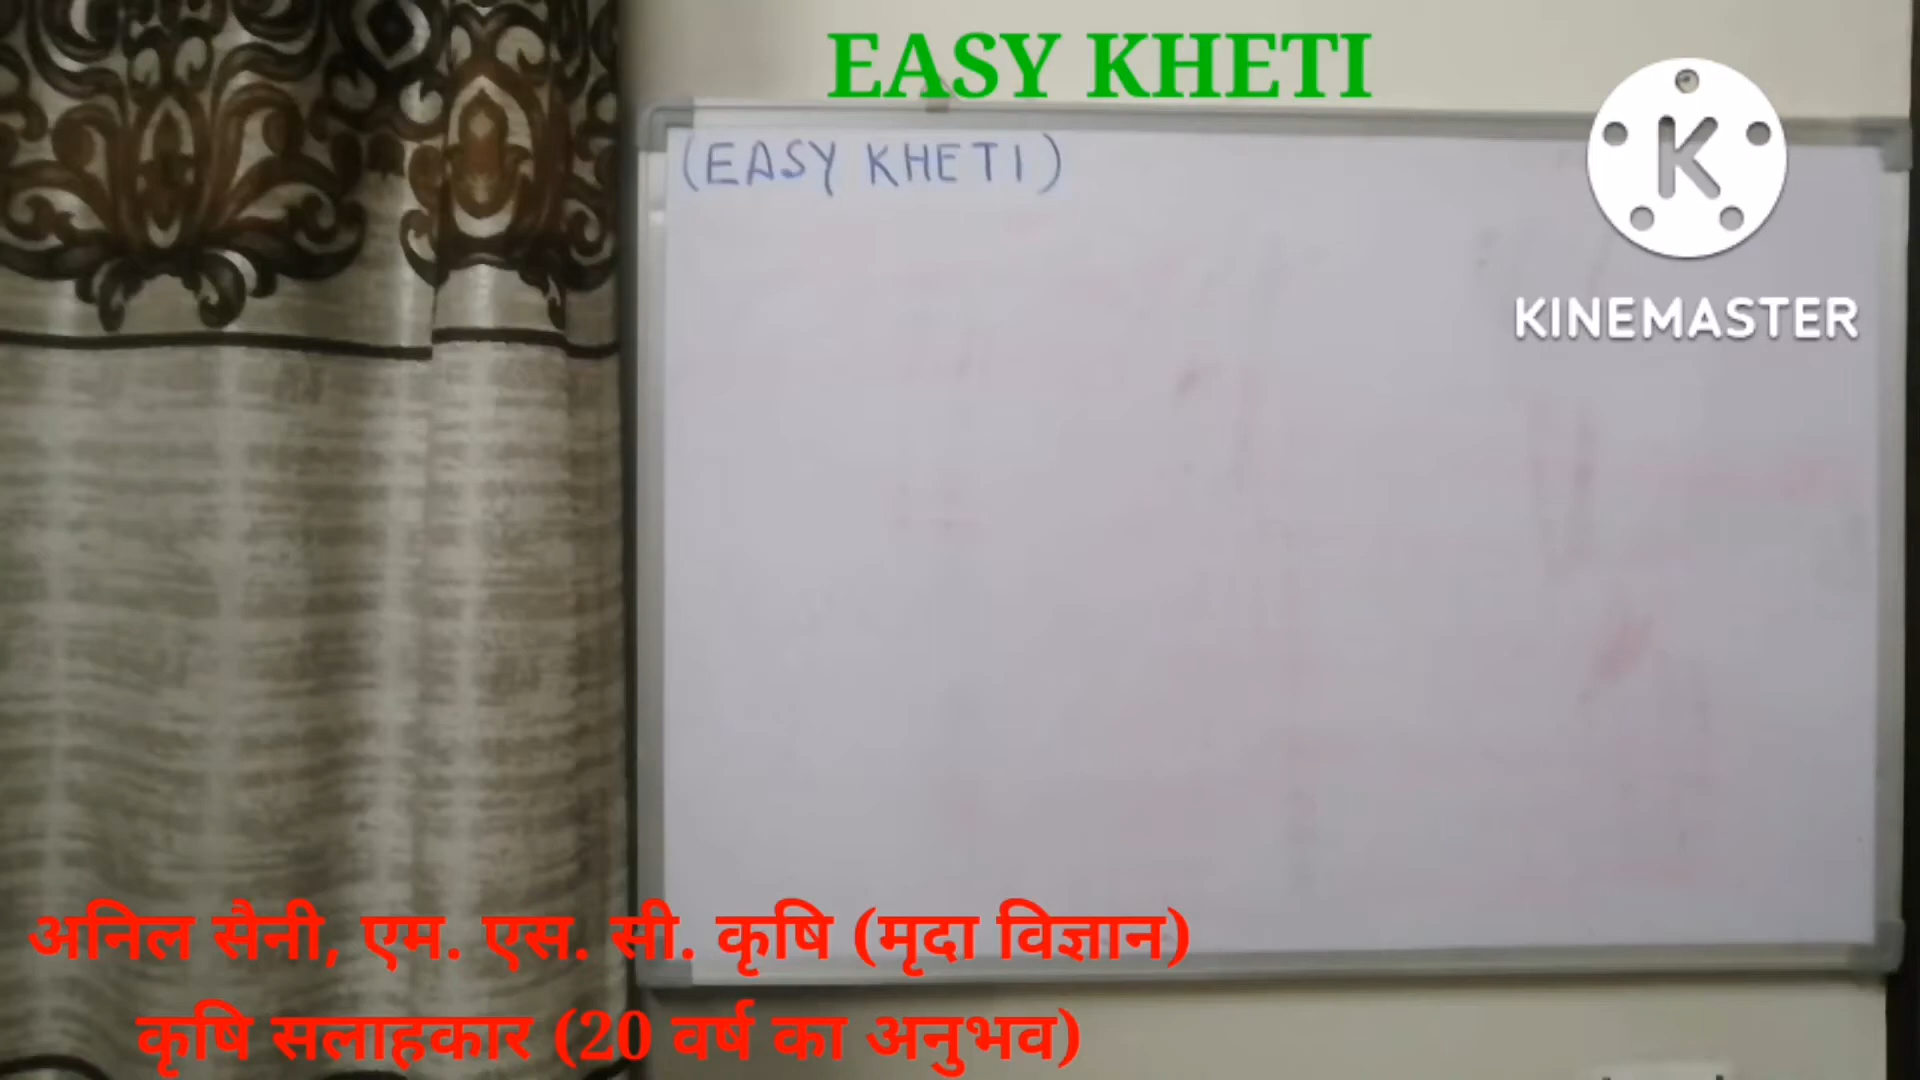 EASY KHETI
(EASY KHETI)
K
KINEMASTER
अनिल सैनी, एम. एस. सी. कृषि (मृदा विज्ञान)
कृषि सलाहकार (20 वर्ष का अनुभव)